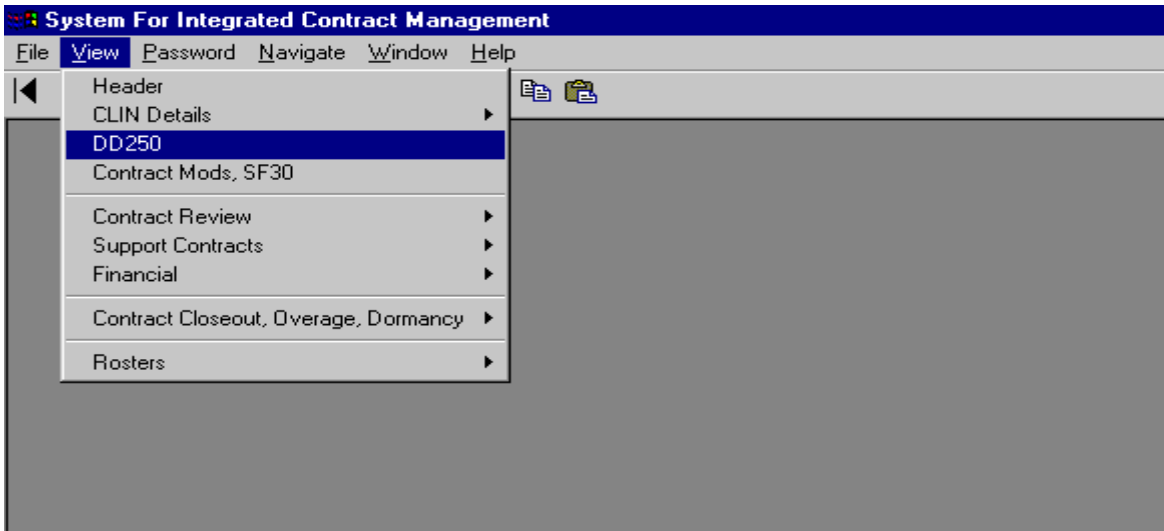 System For Integrated Contract Management
File View Password Navigate Window Help
Header
CLIN Details
DD250
Contract Mods, SF30
Contract Review
Support Contracts
Financial
Contract Closeout, Overage, Dormancy
Rosters